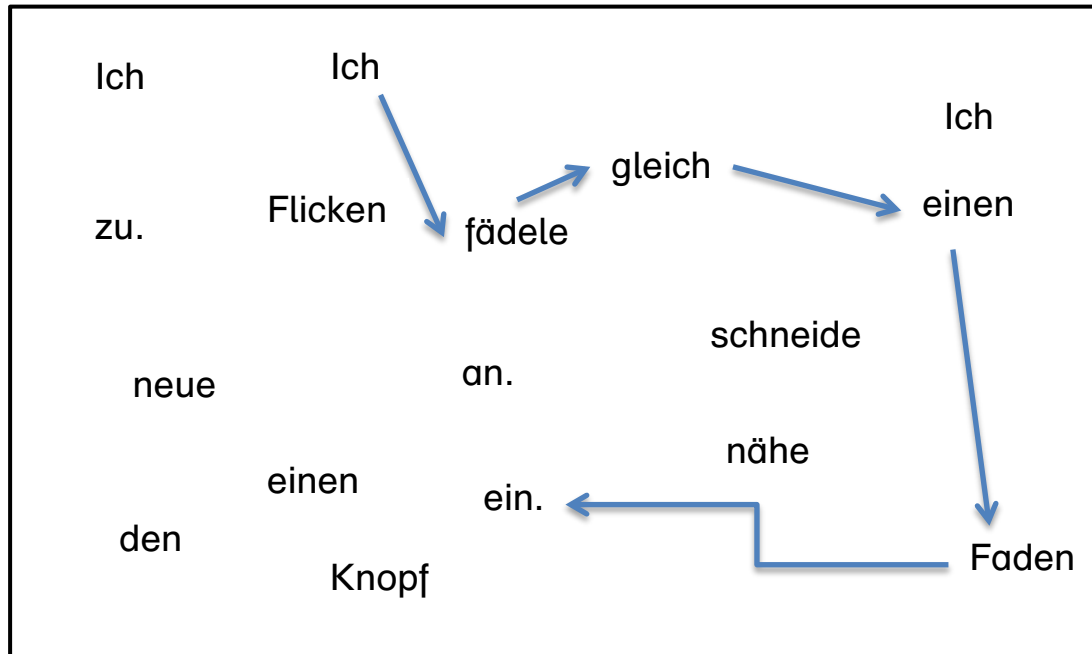 Ich
Ich
Ich
gleich
einen
Flicken
zu.
fädele
schneide
an.
neue
nähe
einen
ein.
den
Faden
Knopf